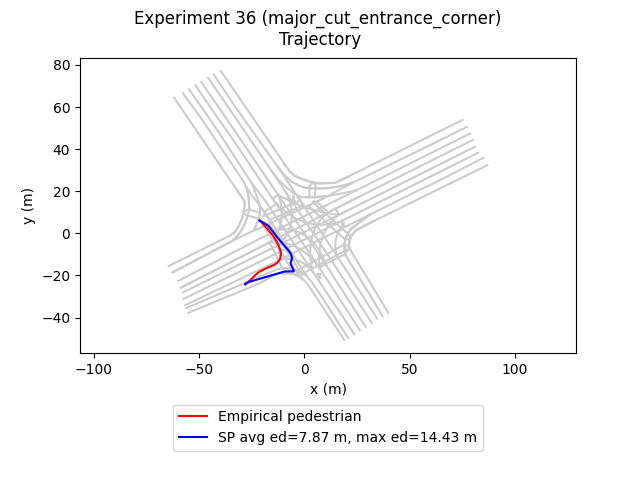 Experiment 36 (major_cut_entrance_corner)
Trajectory
80
60
40
20
0
−20
−40
y (m)
−100
−50
0
50
100
x (m)
Empirical pedestrian
SP avg ed=7.87 m, max ed=14.43 m